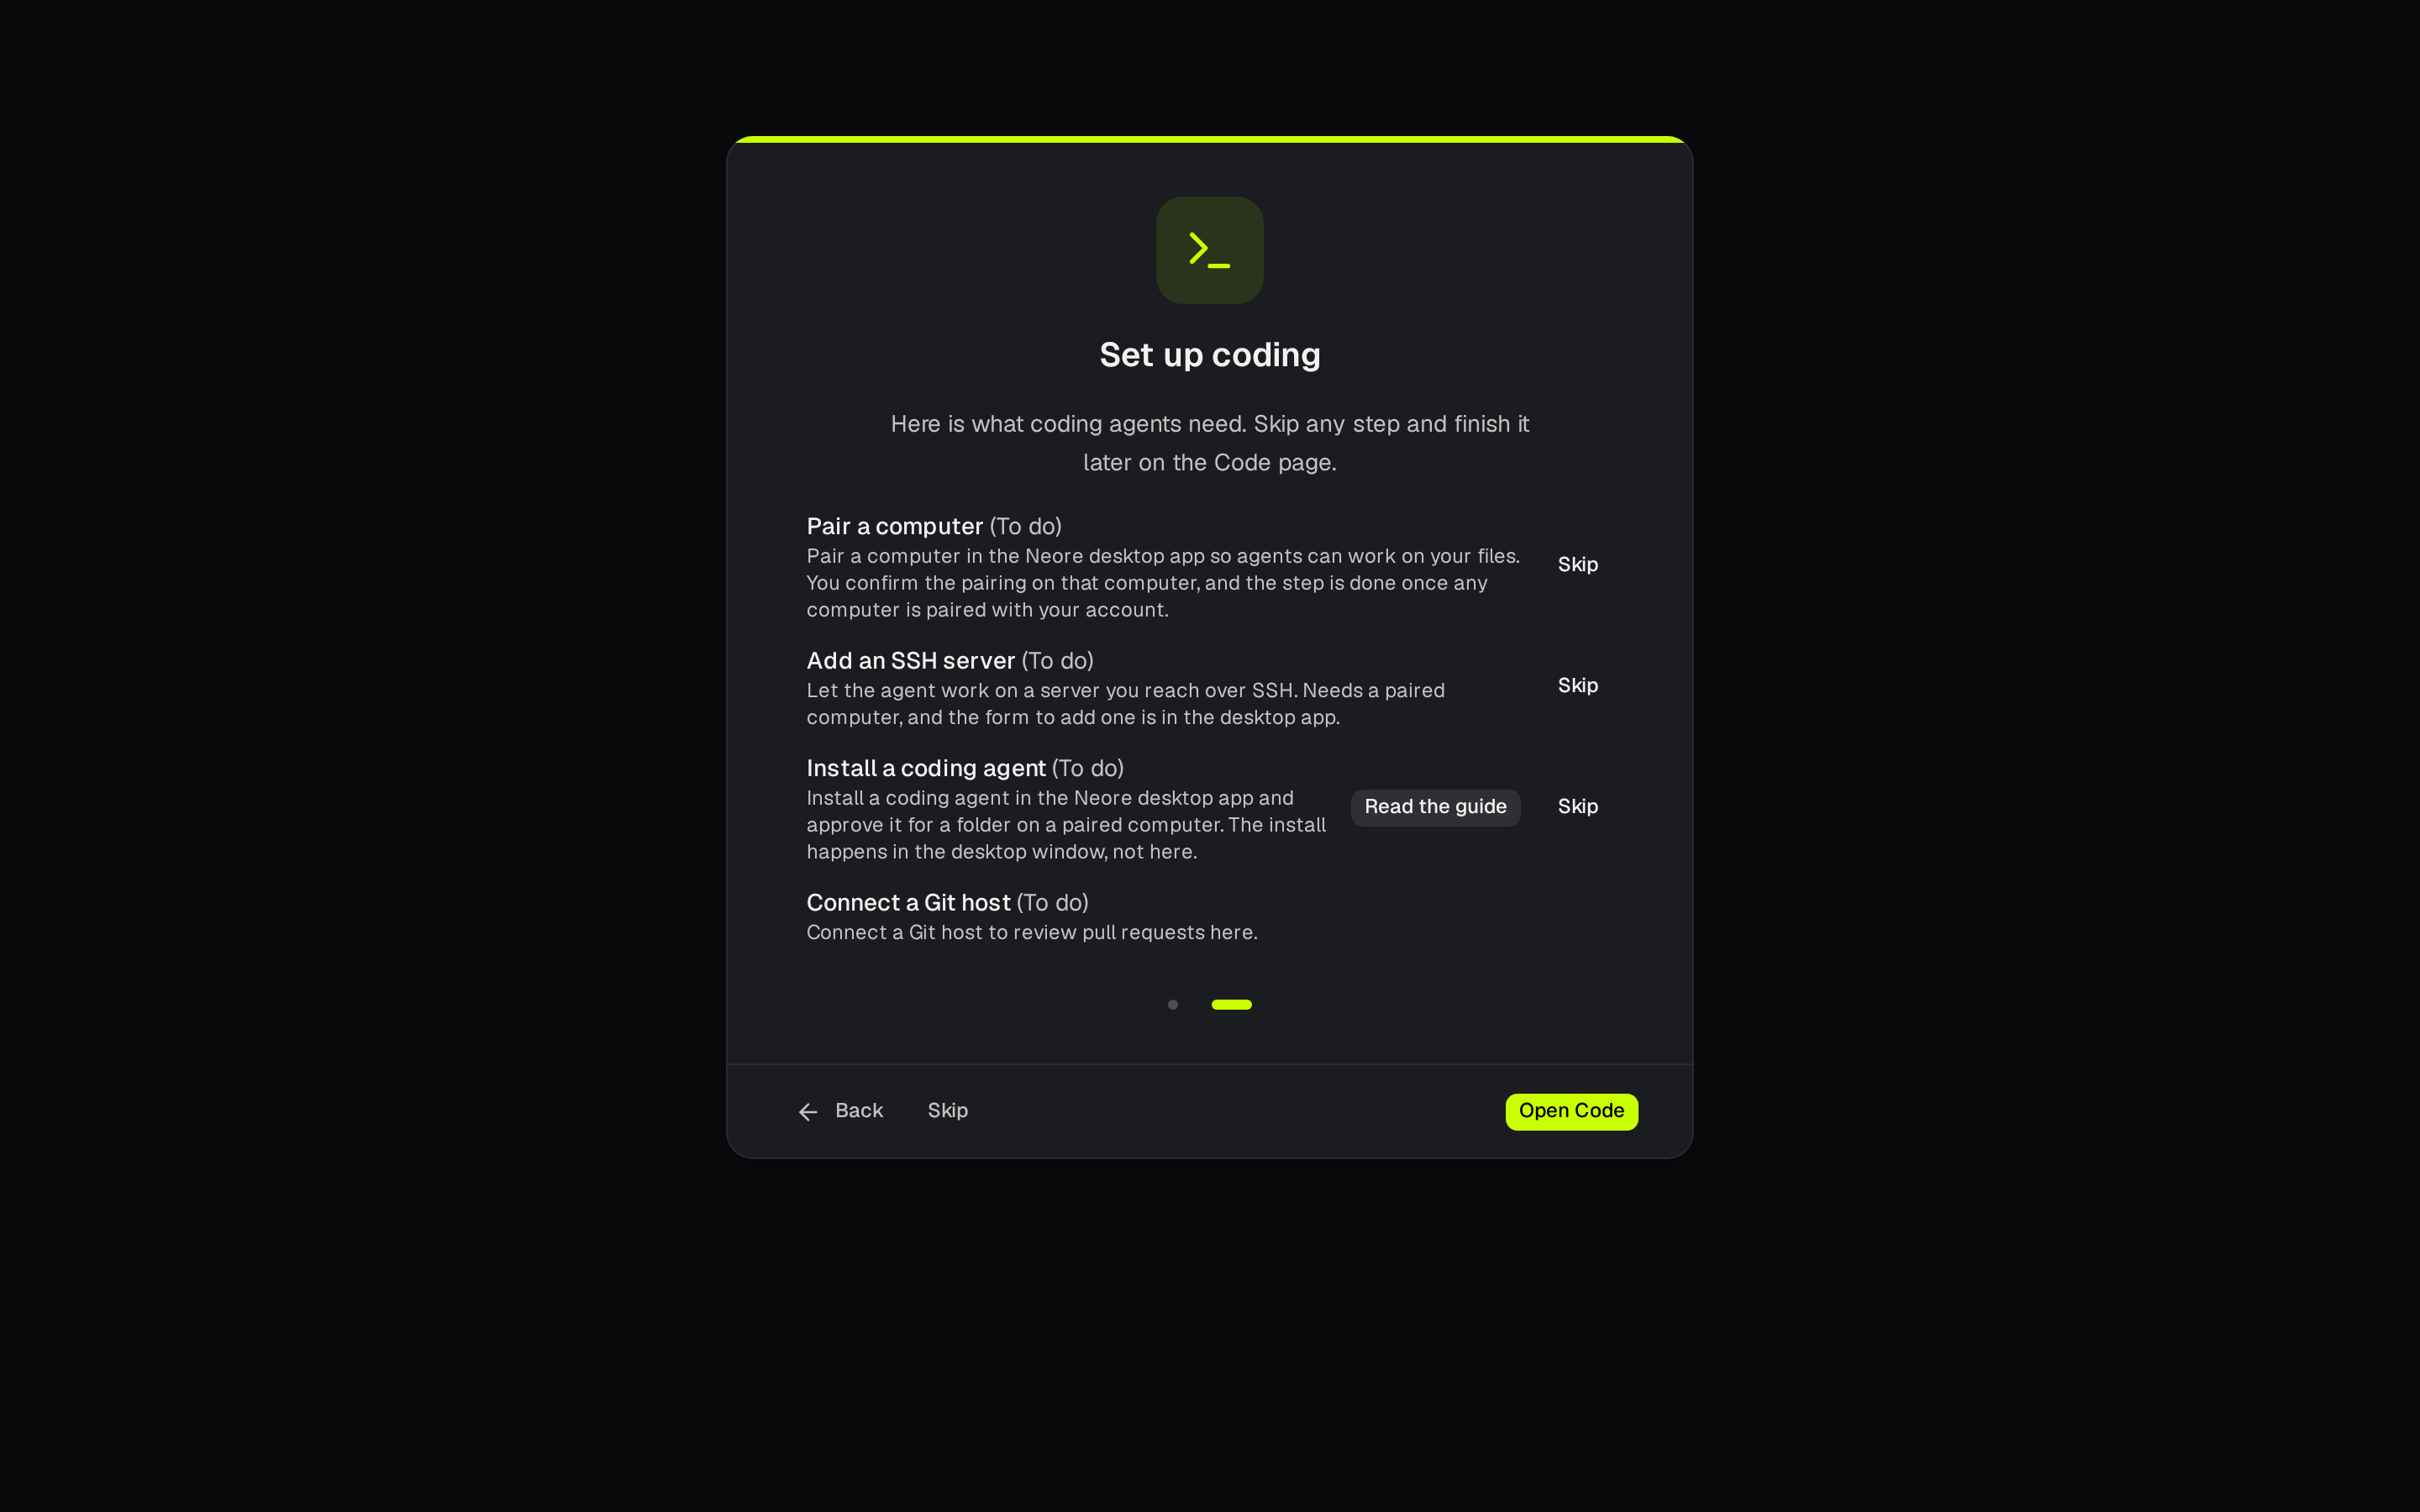 Set up coding
Here is what coding agents need. Skip any step and finish it
later on the Code page.
Pair a computer (To do)
Pair a computer in the Neore desktop app so agents can work on your files.
You confirm the pairing on that computer, and the step is done once any
computer is paired with your account.
Skip
Add an SSH server (To do)
Let the agent work on a server you reach over SSH. Needs a paired
computer, and the form to add one is in the desktop app.
Skip
Install a coding agent (To do)
Install a coding agent in the Neore desktop app and
approve it for a folder on a paired computer. The install
happens in the desktop window, not here.
Read the guide
Skip
Connect a Git host (To do)
Connect a Git host to review pull requests here.
Back
Skip
Open Code